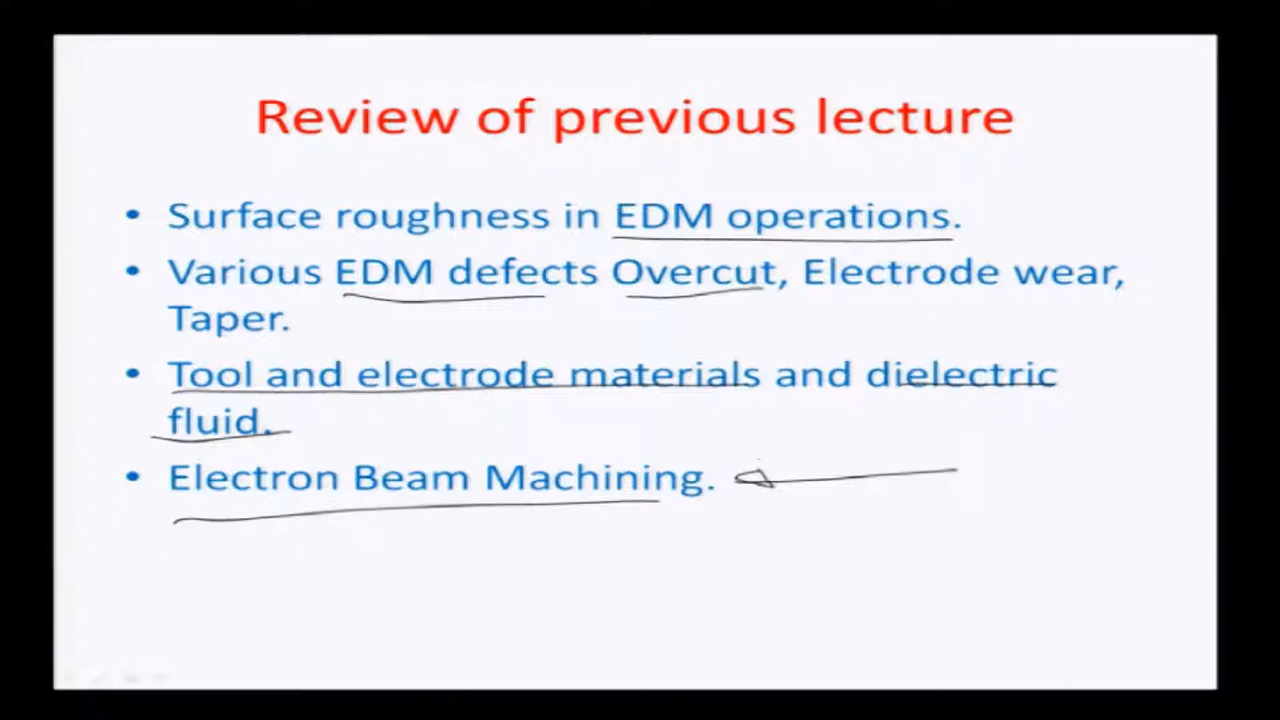 Review of previous lecture
• Surface roughness in EDM operations.
• Various EDM defects Overcut, Electrode wear,
Taper.
• Tool and electrode materials and dielectric
fluid.
• Electron Beam Machining.